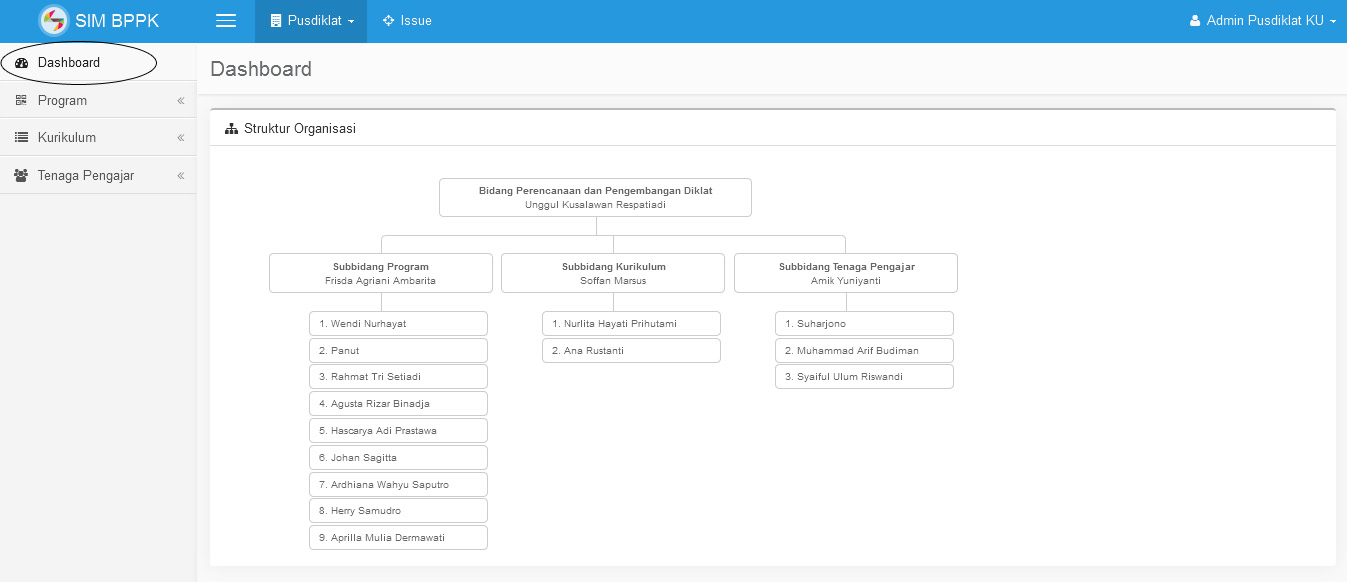 SIM BPPK
Pusdiklat
Issue
Admin Pusdiklat KU
Dashboard
Program
Kurikulum
Tenaga Pengajar
Dashboard
Struktur Organisasi
Bidang Perencanaan dan Pengembangan Diklat
Unggul Kusalawan Respatiadi
Subbidang Program
Frisda Agriani Ambarita
1. Wendi Nurhayat
2. Panut
3. Rahmat Tri Setiadi
4. Agusta Rizar Binadja
5. Hascarya Adi Prastawa
6. Johan Sagitta
7. Ardhiana Wahyu Saputro
8. Herry Samudro
9. Aprilla Mulia Dermawati
Subbidang Kurikulum
Soffan Marsus
1. Nurlita Hayati Prihutami
2. Ana Rustanti
Subbidang Tenaga Pengajar
Amik Yuniyanti
1. Suharjono
2. Muhammad Arif Budiman
3. Syaiful Ulum Riswandi